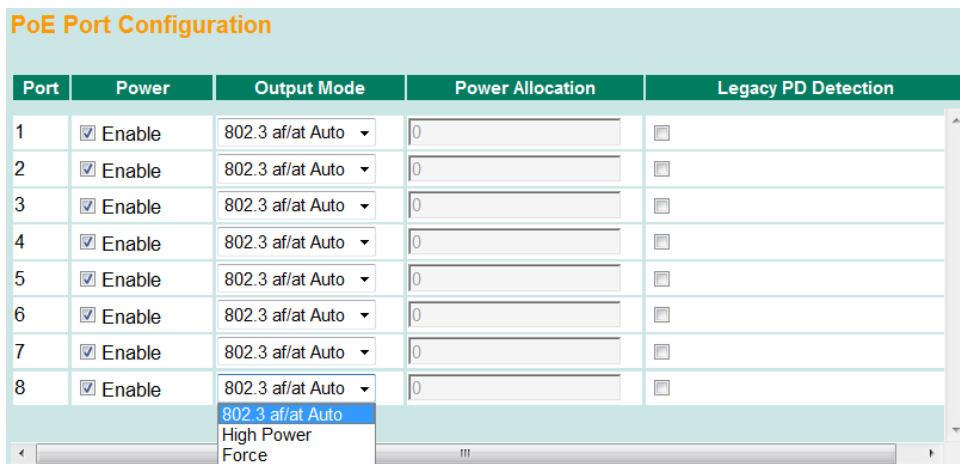 PoE Port Configuration
Port Power Output Mode Power Allocation Legacy PD Detection
1 Enable 802.3 af/at Auto 0
2 Enable 802.3 af/at Auto 0
3 Enable 802.3 af/at Auto 0
4 Enable 802.3 af/at Auto 0
5 Enable 802.3 af/at Auto 0
6 Enable 802.3 af/at Auto 0
7 Enable 802.3 af/at Auto 0
8 Enable 802.3 af/at Auto 0
802.3 af/at Auto
High Power
Force